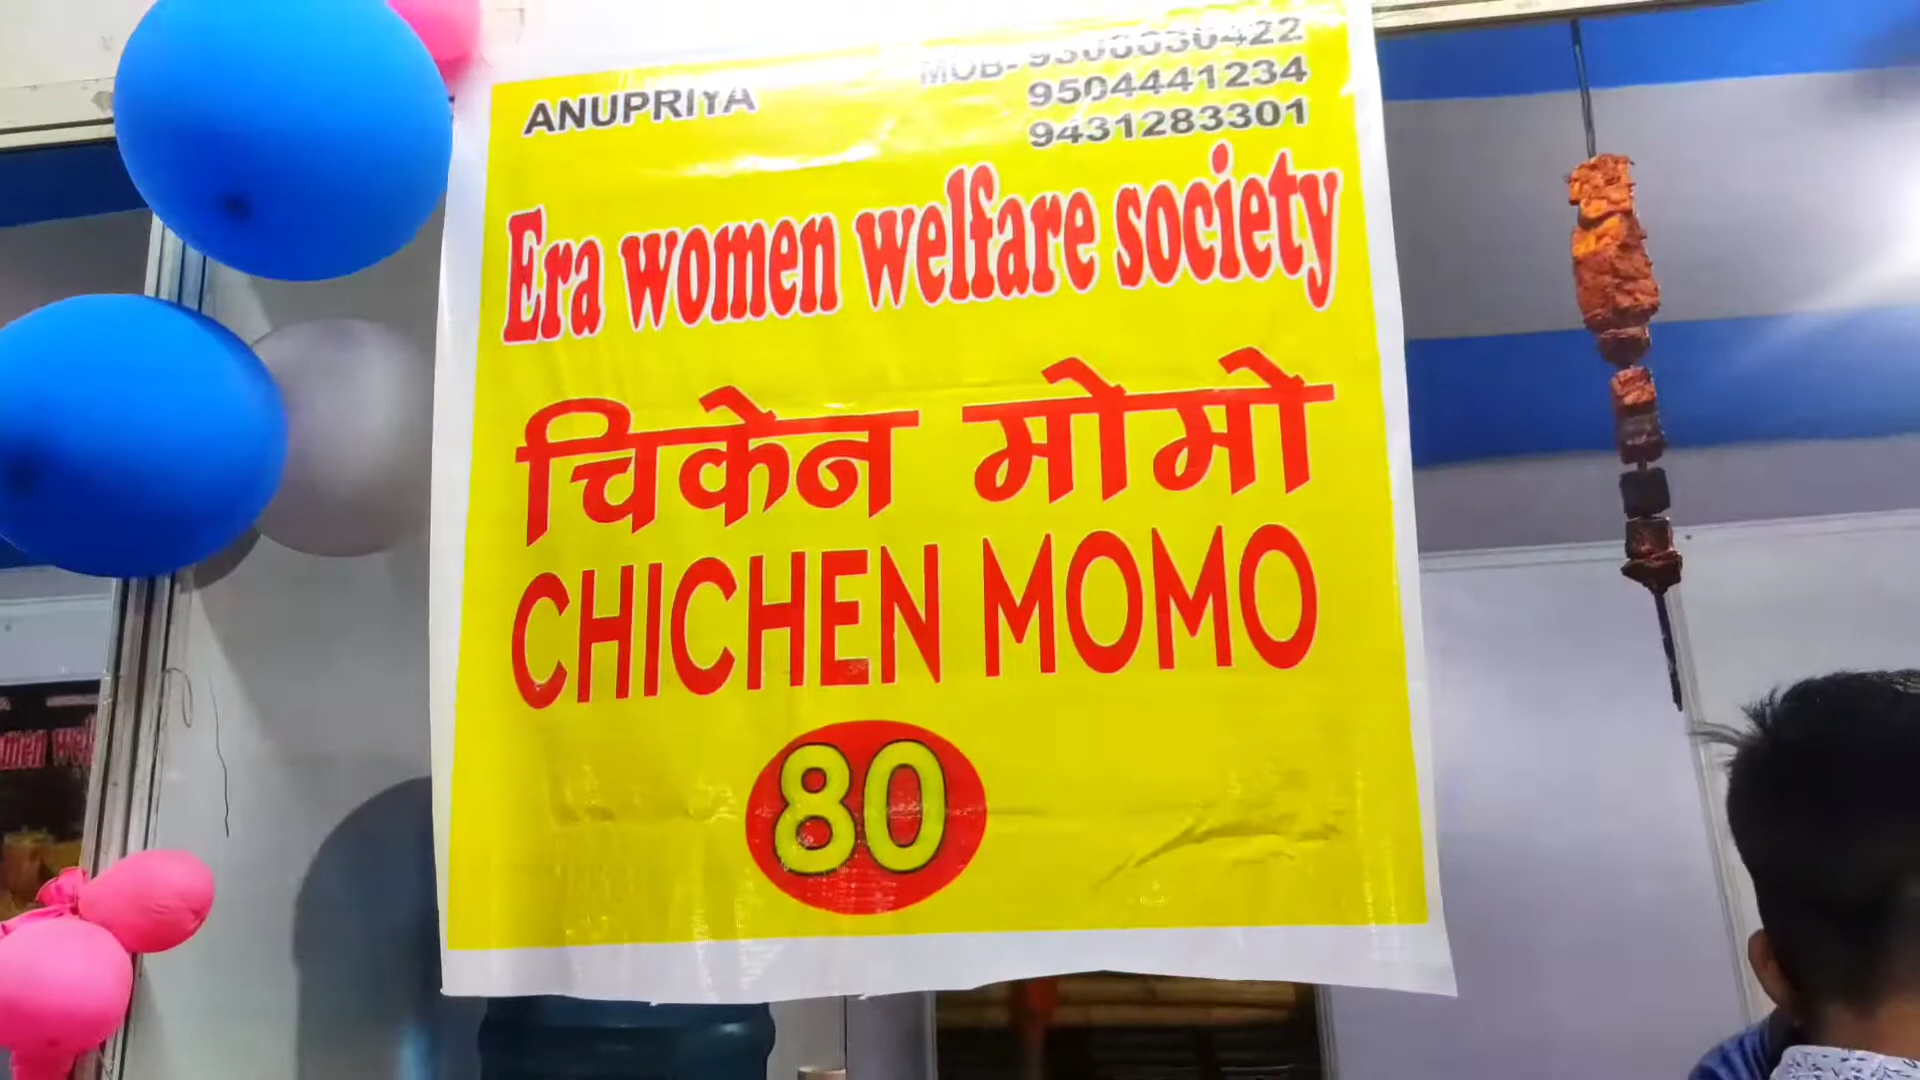 ANUPRIYA
MOB-
9504441234
9431283301
Era women welfare society
चिकेन मोमो
CHICHEN MOMO
80